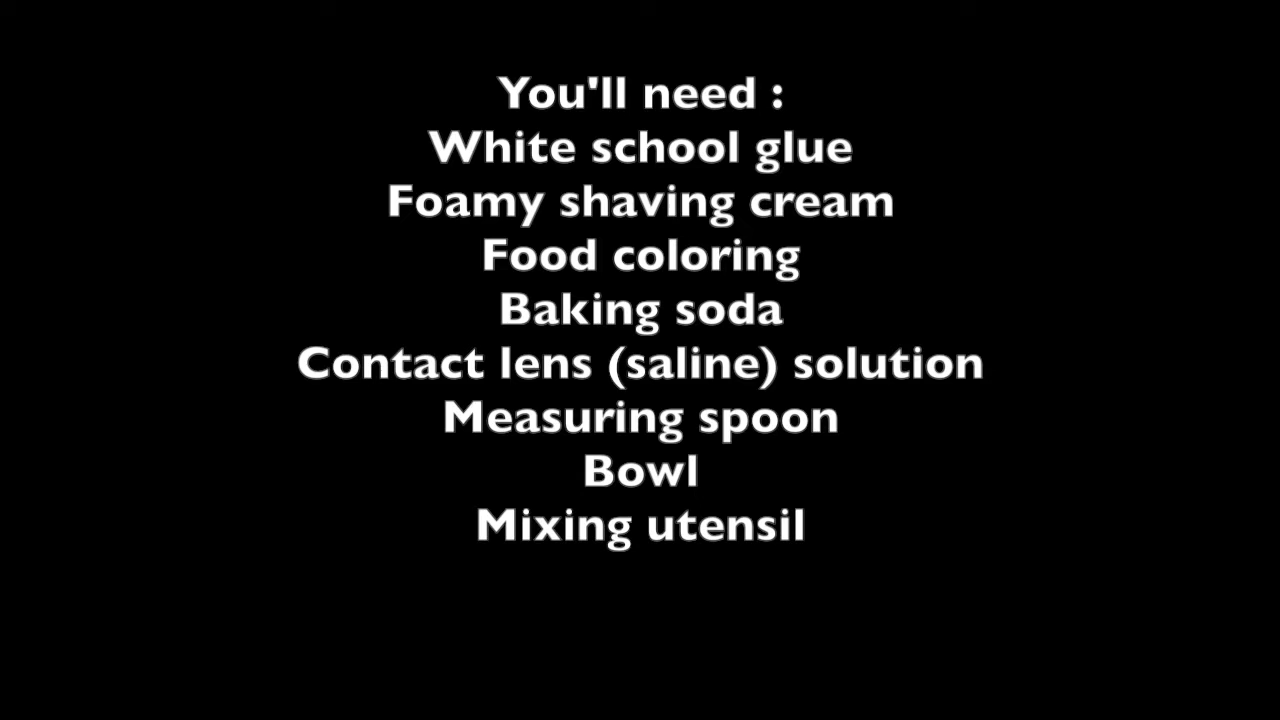 You'll need :
White school glue
Foamy shaving cream
Food coloring
Baking soda
Contact lens (saline) solution
Measuring spoon
Bowl
Mixing utensil